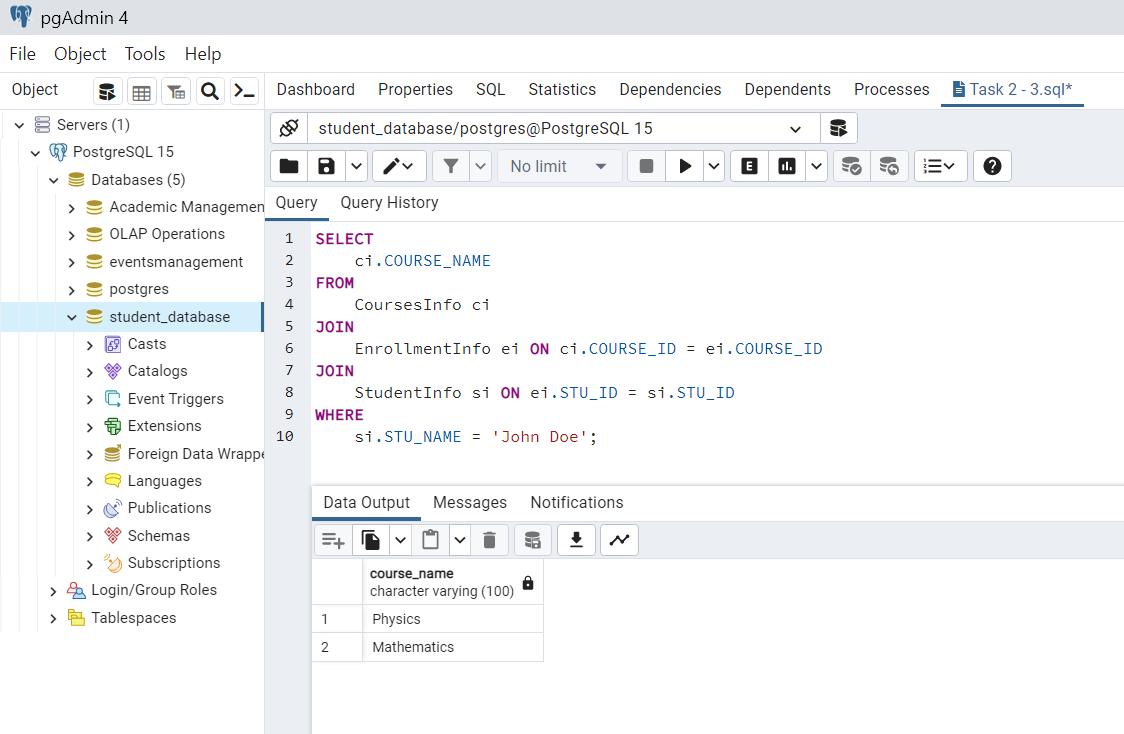 pgAdmin 4
File Object Tools Help
Object
Dashboard Properties SQL Statistics Dependencies Dependents Processes Task 2 - 3.sql*
Servers (1)
PostgreSQL 15
Databases (5)
Academic Managemen
OLAP Operations
eventsmanagement
postgres
student_database
Casts
Catalogs
Event Triggers
Extensions
Foreign Data Wrappe
Languages
Publications
Schemas
Subscriptions
Login/Group Roles
Tablespaces
student_database/postgres@PostgreSQL 15
No limit
E
Query Query History
1 SELECT
2 ci.COURSE_NAME
3 FROM
4 CoursesInfo ci
5 JOIN
6 EnrollmentInfo ei ON ci.COURSE_ID = ei.COURSE_ID
7 JOIN
8 StudentInfo si ON ei.STU_ID = si.STU_ID
9 WHERE
10 si.STU_NAME = 'John Doe';
Data Output Messages Notifications
course_name
character varying (100)
1 Physics
2 Mathematics